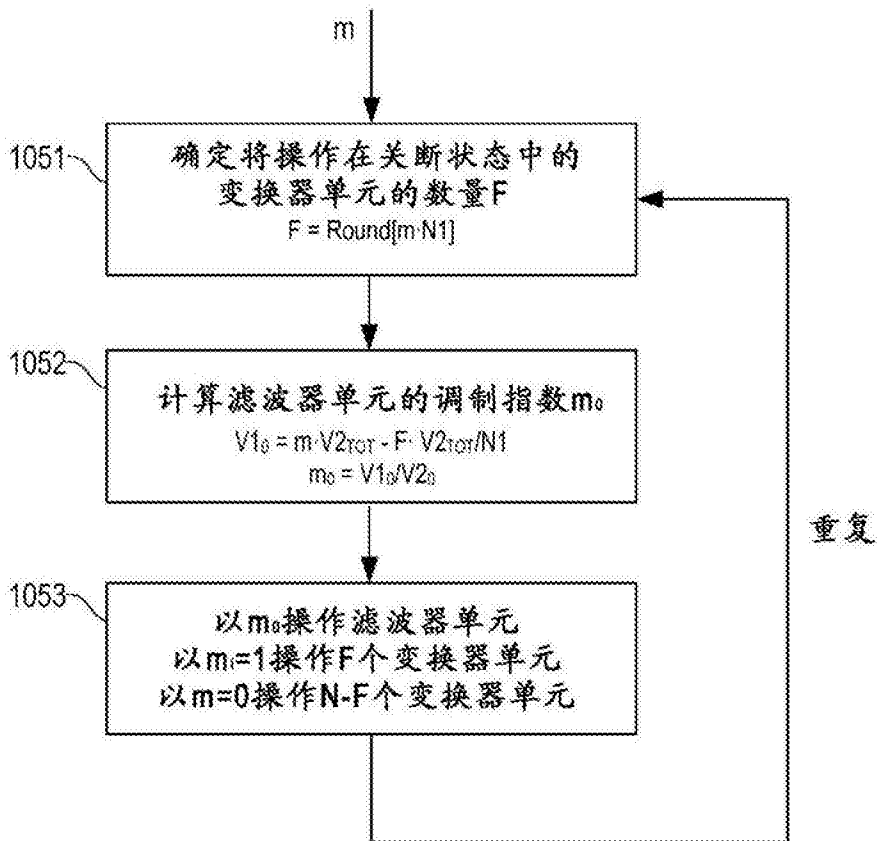 m
1051
确定将操作在关断状态中的
变换器单元的数量F
F = Round[m·N1]
1052
计算滤波器单元的调制指数m₀
V1₀ = m·V2TOT - F· V2TOT/N1
m₀ = V1₀/V2₀
重复
1053
以m₀操作滤波器单元
以mᵢ=1操作F个变换器单元
以m=0操作N-F个变换器单元